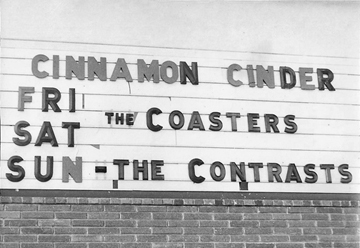 CINNAMON CINDER
FRI THE COASTERS
SAT
SUN - THE CONTRASTS